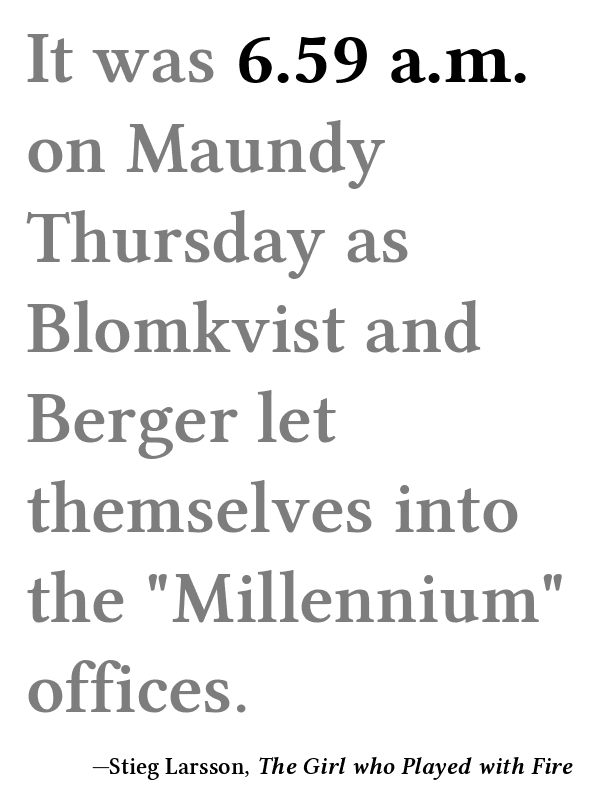 It was 6.59 a.m.
on Maundy
Thursday as
Blomkvist and
Berger let
themselves into
the "Millennium"
offices.
—Stieg Larsson, The Girl who Played with Fire